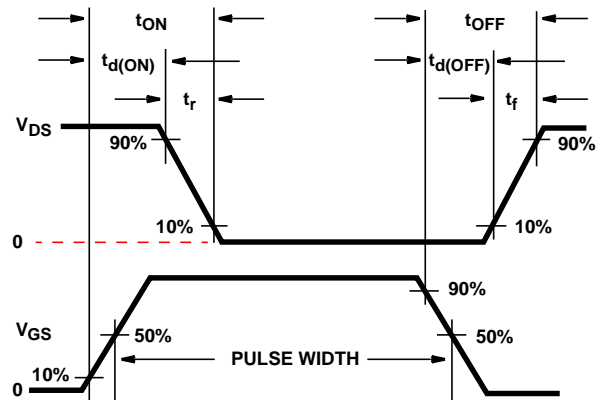 tON tOFF
td(ON) td(OFF)
tr tf
VDS
90% 90%
10% 10%
0
90%
VGS 50% 50%
PULSE WIDTH
10%
0